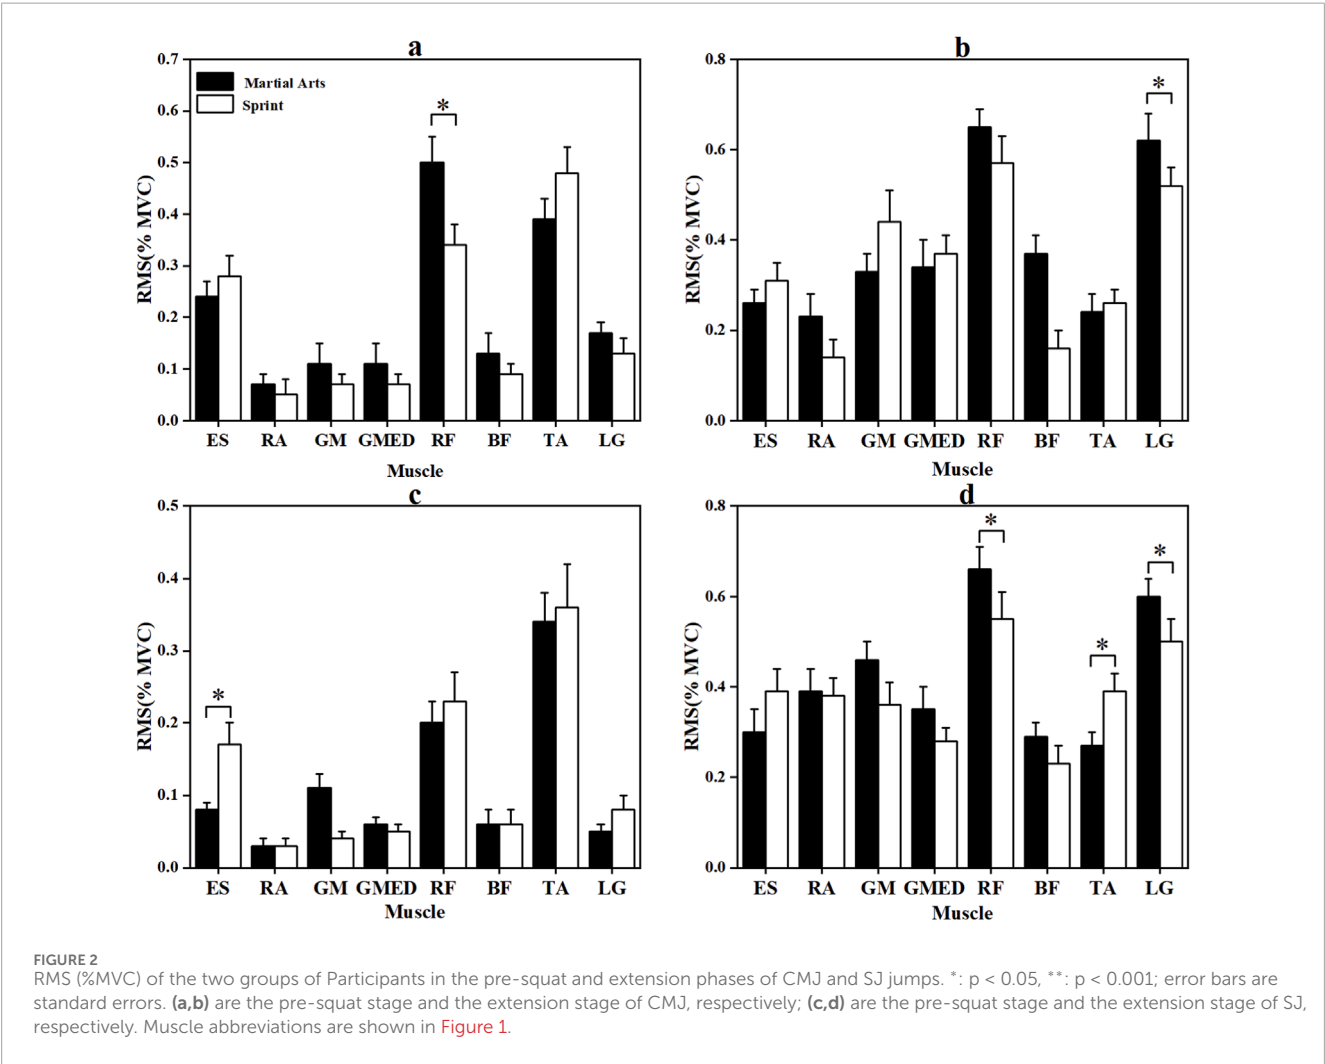 a
0.7
0.6
0.5
0.4
0.3
0.2
0.1
0.0
RMS(% MVC)
Martial Arts
Sprint
*
ES RA GM GMED RF BF TA LG
Muscle
b
0.8
0.6
0.4
0.2
0.0
RMS(% MVC)
*
ES RA GM GMED RF BF TA LG
Muscle
c
0.5
0.4
0.3
0.2
0.1
0.0
RMS(% MVC)
*
ES RA GM GMED RF BF TA LG
Muscle
d
0.8
0.6
0.4
0.2
0.0
RMS(% MVC)
*
*
*
ES RA GM GMED RF BF TA LG
Muscle
FIGURE 2
RMS (%MVC) of the two groups of Participants in the pre-squat and extension phases of CMJ and SJ jumps. *: p < 0.05, **: p < 0.001; error bars are
standard errors. (a,b) are the pre-squat stage and the extension stage of CMJ, respectively; (c,d) are the pre-squat stage and the extension stage of SJ,
respectively. Muscle abbreviations are shown in Figure 1.